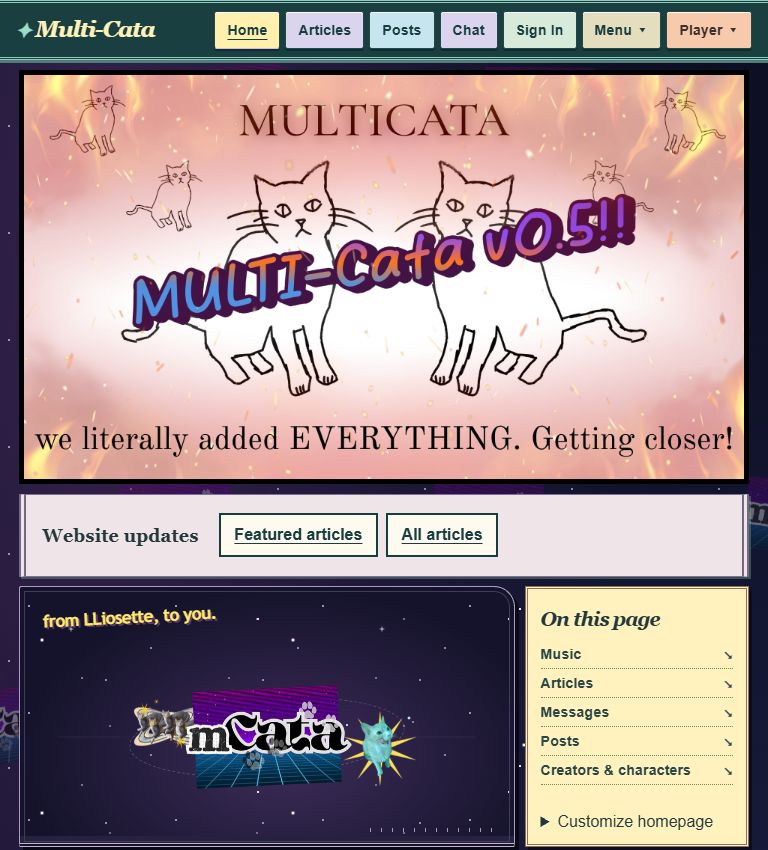 Multi-Cata
Home
Articles
Posts
Chat
Sign In
Menu
Player
MULTICATA
MULTI-Cata v0.5!!
we literally added EVERYTHING. Getting closer!
Website updates
Featured articles
All articles
from LLiosette, to you.
mCata
On this page
Music
Articles
Messages
Posts
Creators & characters
Customize homepage